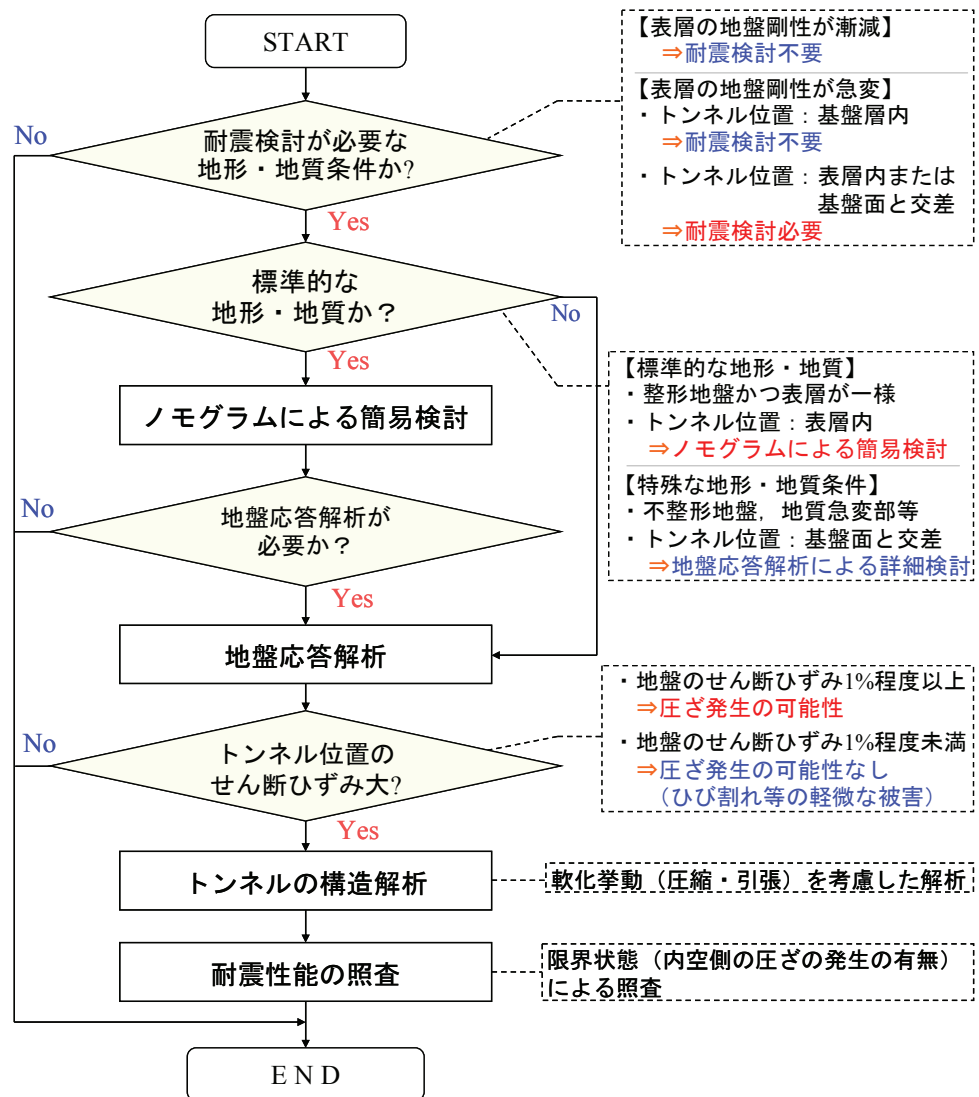 START
【表層の地盤剛性が漸減】
⇒耐震検討不要
【表層の地盤剛性が急変】
・トンネル位置：基盤層内
⇒耐震検討不要
・トンネル位置：表層内または
基盤面と交差
⇒耐震検討必要
No
耐震検討が必要な
地形・地質条件か?
Yes
標準的な
地形・地質か？
No
Yes
【標準的な地形・地質】
・整形地盤かつ表層が一様
・トンネル位置：表層内
⇒ノモグラムによる簡易検討
【特殊な地形・地質条件】
・不整形地盤，地質急変部等
・トンネル位置：基盤面と交差
⇒地盤応答解析による詳細検討
ノモグラムによる簡易検討
No
地盤応答解析が
必要か？
Yes
地盤応答解析
・地盤のせん断ひずみ1%程度以上
⇒圧ざ発生の可能性
・地盤のせん断ひずみ1%程度未満
⇒圧ざ発生の可能性なし
（ひび割れ等の軽微な被害）
No
トンネル位置の
せん断ひずみ大?
Yes
トンネルの構造解析
軟化挙動（圧縮・引張）を考慮した解析
耐震性能の照査
限界状態（内空側の圧ざの発生の有無）
による照査
E N D